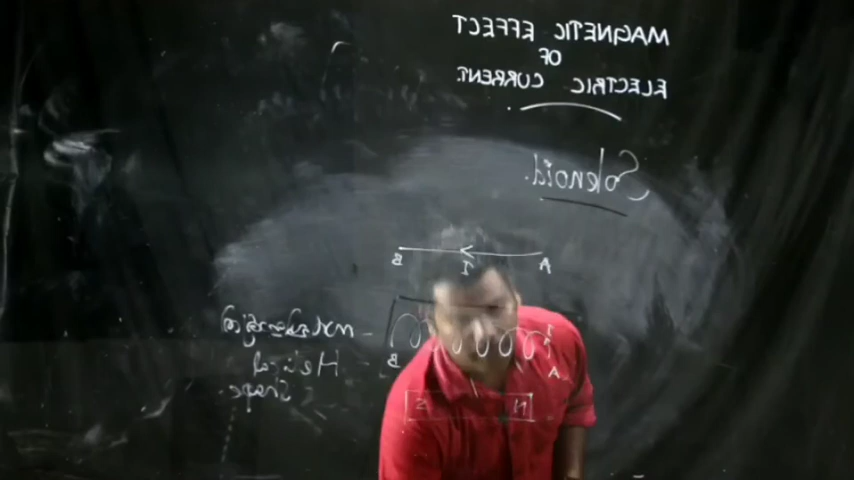 MAGNETIC EFFECT
OF
ELECTRIC CURRENT.
Solenoid.
A I B
I
A B
Helical
Shape
N S